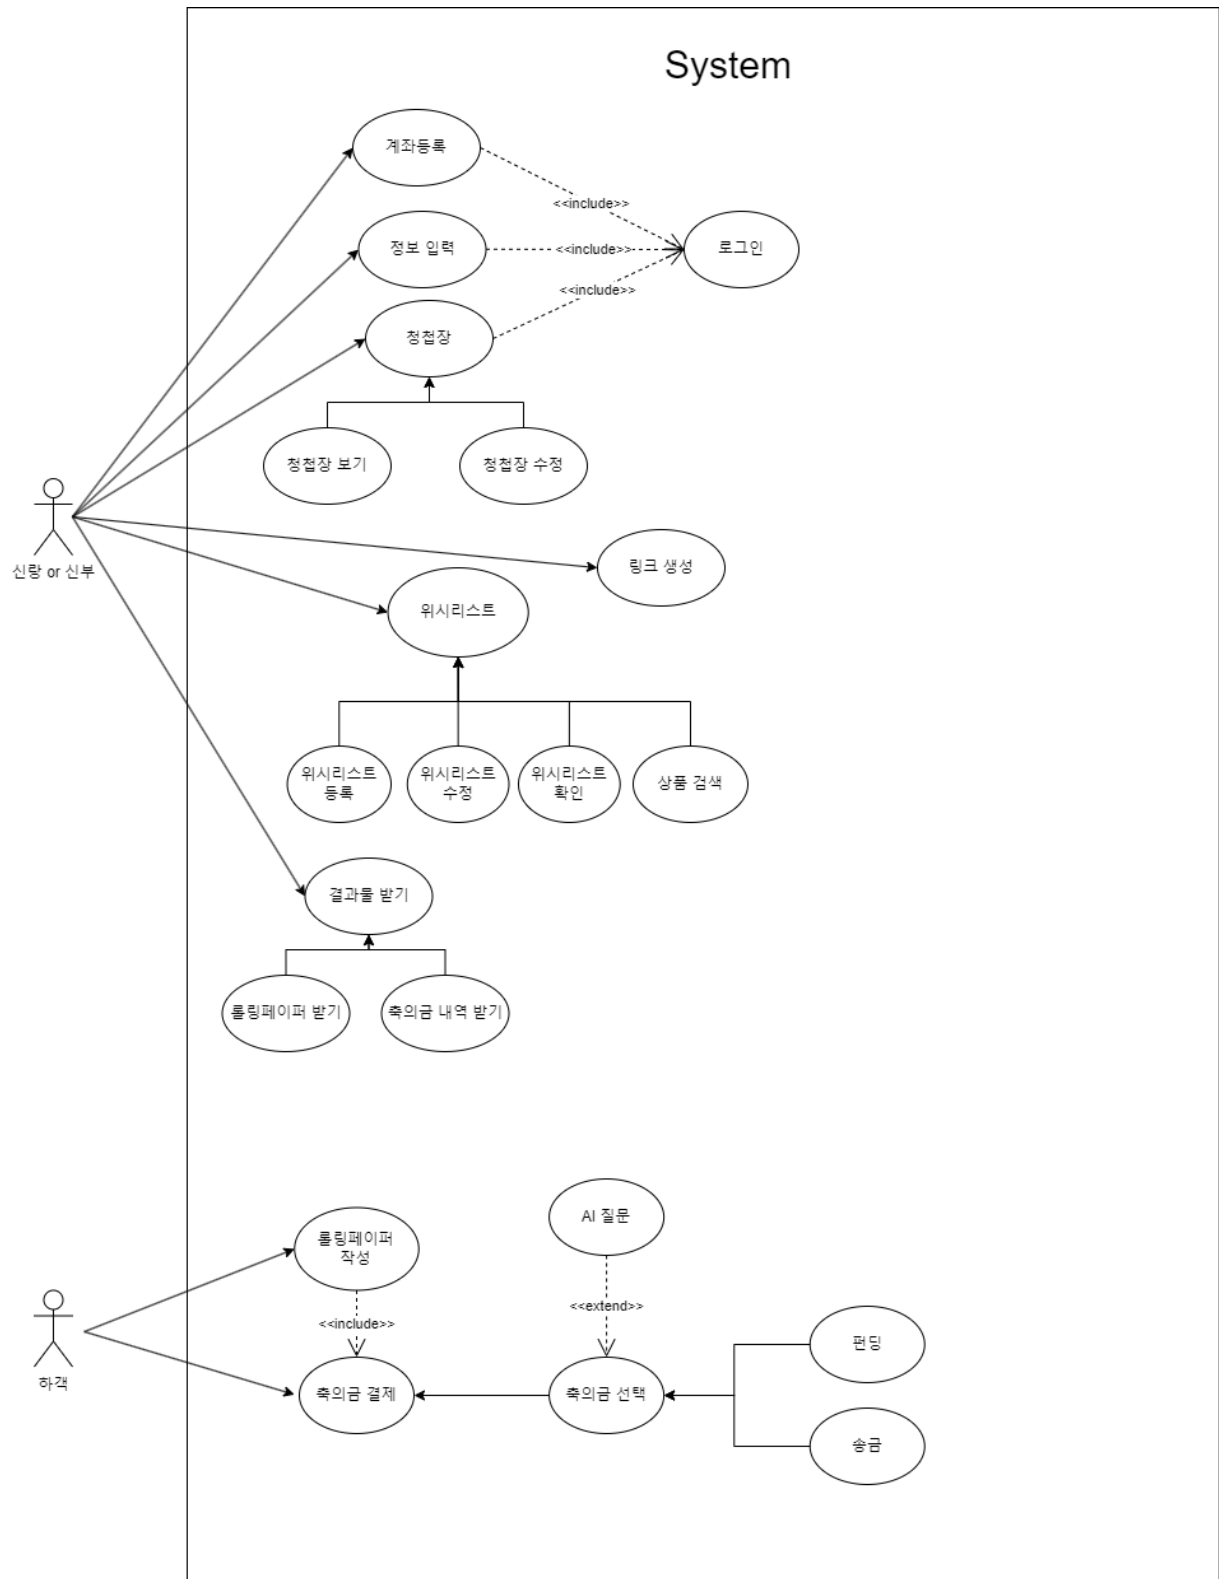 System
계좌등록
<<include>>
정보 입력
<<include>>
로그인
<<include>>
청첩장
청첩장 보기
청첩장 수정
신랑 or 신부
링크 생성
위시리스트
위시리스트
등록
위시리스트
수정
위시리스트
확인
상품 검색
결과물 받기
롤링페이퍼 받기
축의금 내역 받기
AI 질문
롤링페이퍼
작성
<<extend>>
<<include>>
펀딩
하객
축의금 결제
축의금 선택
송금